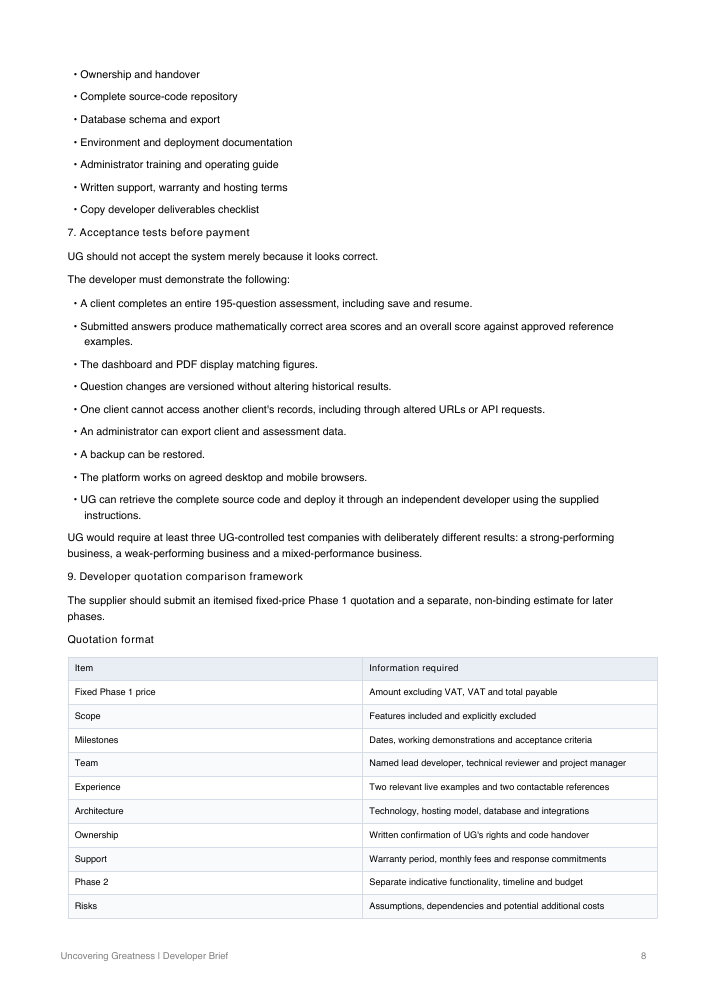 • Ownership and handover
• Complete source-code repository
• Database schema and export
• Environment and deployment documentation
• Administrator training and operating guide
• Written support, warranty and hosting terms
• Copy developer deliverables checklist
7. Acceptance tests before payment
UG should not accept the system merely because it looks correct.
The developer must demonstrate the following:
• A client completes an entire 195-question assessment, including save and resume.
• Submitted answers produce mathematically correct area scores and an overall score against approved reference
examples.
• The dashboard and PDF display matching figures.
• Question changes are versioned without altering historical results.
• One client cannot access another client's records, including through altered URLs or API requests.
• An administrator can export client and assessment data.
• A backup can be restored.
• The platform works on agreed desktop and mobile browsers.
• UG can retrieve the complete source code and deploy it through an independent developer using the supplied
instructions.
UG would require at least three UG-controlled test companies with deliberately different results: a strong-performing
business, a weak-performing business and a mixed-performance business.
9. Developer quotation comparison framework
The supplier should submit an itemised fixed-price Phase 1 quotation and a separate, non-binding estimate for later
phases.
Quotation format
Item Information required
Fixed Phase 1 price Amount excluding VAT, VAT and total payable
Scope Features included and explicitly excluded
Milestones Dates, working demonstrations and acceptance criteria
Team Named lead developer, technical reviewer and project manager
Experience Two relevant live examples and two contactable references
Architecture Technology, hosting model, database and integrations
Ownership Written confirmation of UG's rights and code handover
Support Warranty period, monthly fees and response commitments
Phase 2 Separate indicative functionality, timeline and budget
Risks Assumptions, dependencies and potential additional costs
Uncovering Greatness | Developer Brief 8